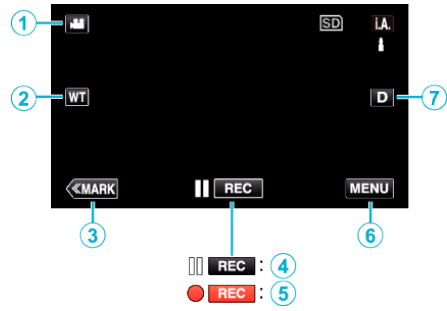 1 SD i.A.
2 WT D 7
≪MARK REC MENU
3 6
REC : 4
REC : 5